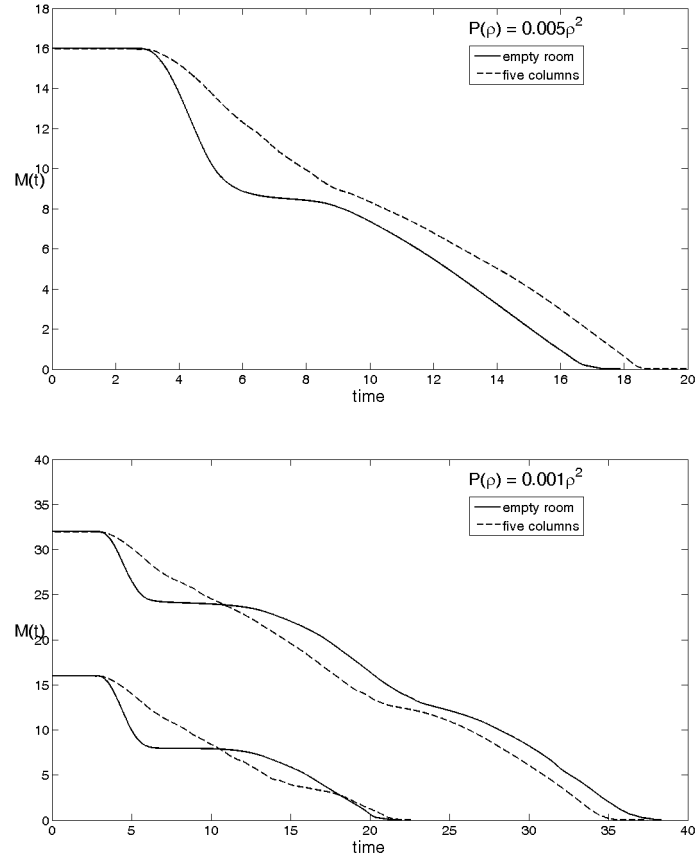 P(ρ) = 0.005ρ²
empty room
five columns
18
16
14
12
10
8
6
4
2
0
M(t)
0 2 4 6 8 10 12 14 16 18 20
time
P(ρ) = 0.001ρ²
empty room
five columns
40
35
30
25
20
15
10
5
0
M(t)
0 5 10 15 20 25 30 35 40
time